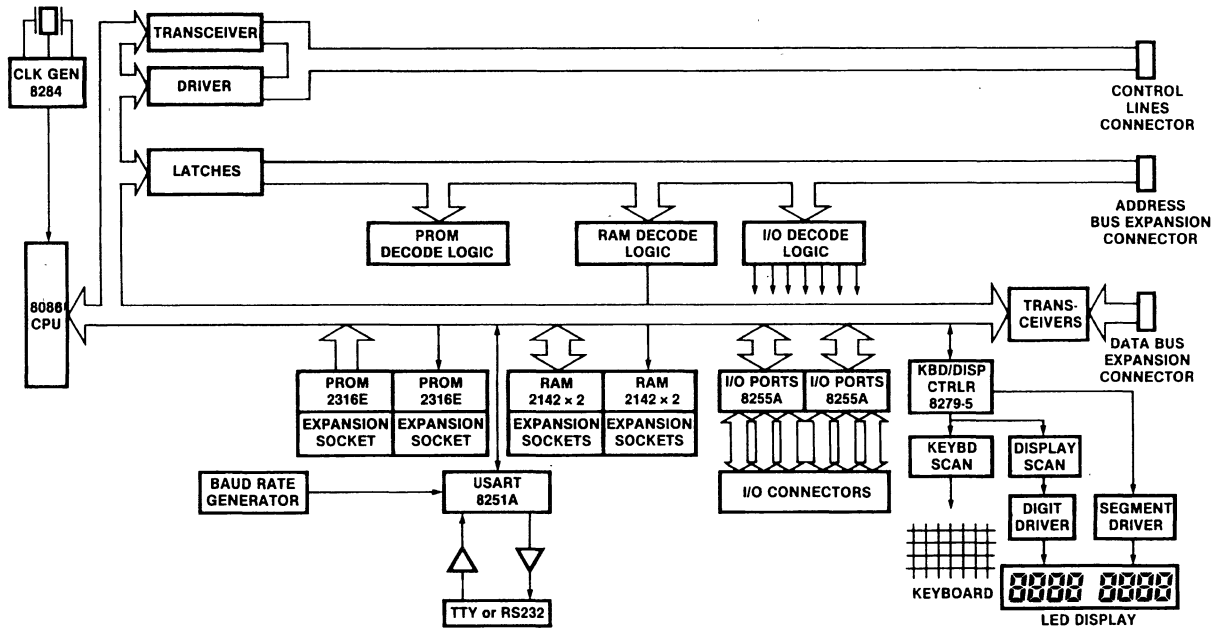 TRANSCEIVER
CLK GEN
8284
DRIVER
CONTROL
LINES
CONNECTOR
LATCHES
ADDRESS
BUS EXPANSION
CONNECTOR
PROM
DECODE LOGIC
RAM DECODE
LOGIC
I/O DECODE
LOGIC
8086
CPU
TRANS-
CEIVERS
DATA BUS
EXPANSION
CONNECTOR
PROM
2316E
PROM
2316E
RAM
2142 × 2
RAM
2142 × 2
I/O PORTS
8255A
I/O PORTS
8255A
KBD/DISP
CTRLR
8279-5
EXPANSION
SOCKET
EXPANSION
SOCKET
EXPANSION
SOCKETS
EXPANSION
SOCKETS
KEYBD
SCAN
DISPLAY
SCAN
BAUD RATE
GENERATOR
USART
8251A
I/O CONNECTORS
DIGIT
DRIVER
SEGMENT
DRIVER
KEYBOARD
8888 8888
TTY or RS232
LED DISPLAY